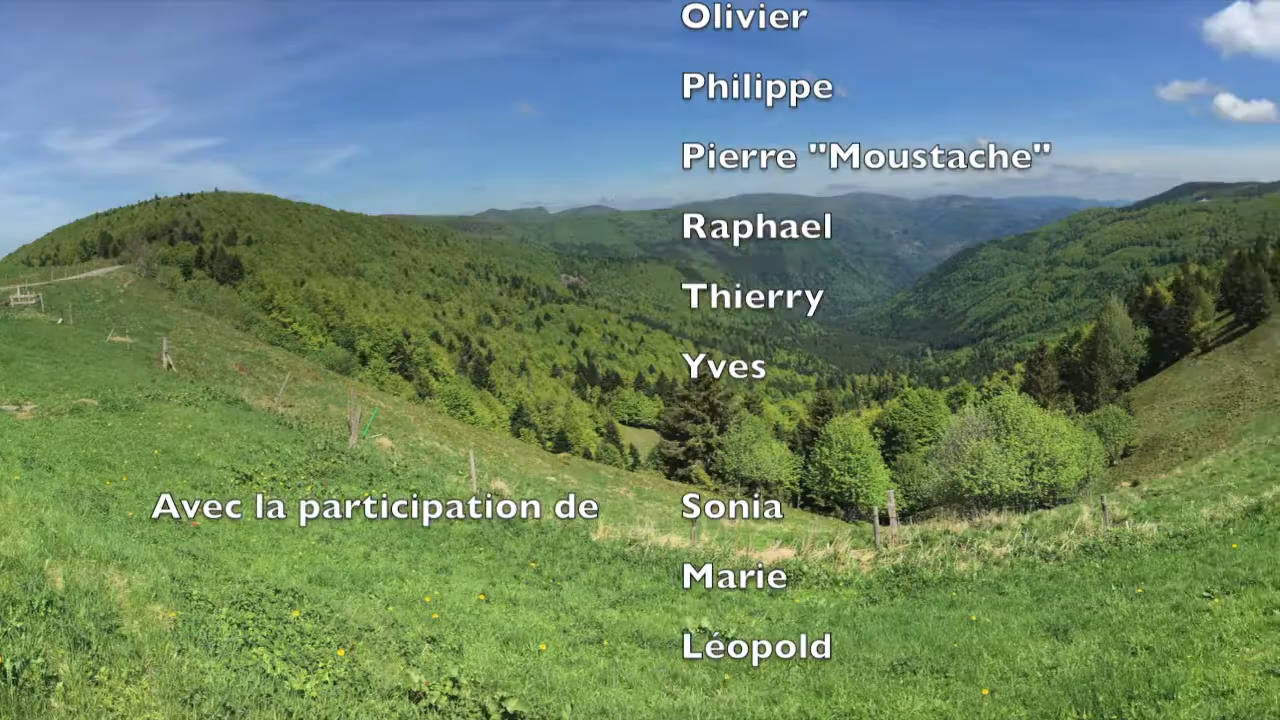 Olivier
Philippe
Pierre "Moustache"
Raphael
Thierry
Yves
Avec la participation de Sonia
Marie
Léopold